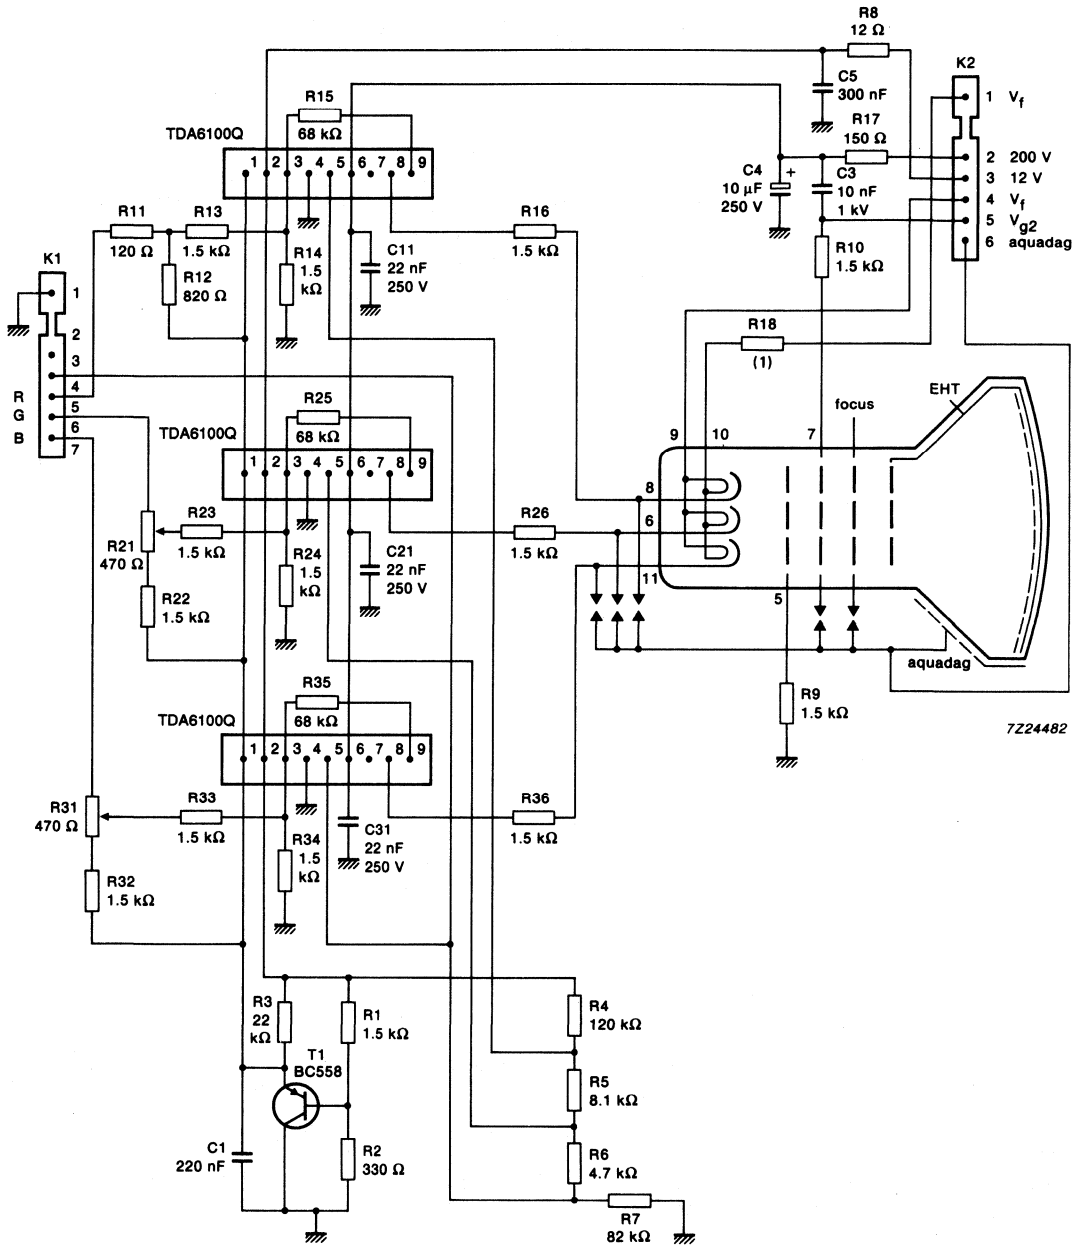 R8
12 Ω
K2
C5
300 nF
1 Vf
R15
68 kΩ
R17
150 Ω
TDA6100Q
1 2 3 4 5 6 7 8 9
2 200 V
3 12 V
4 Vf
5 Vg2
6 aquadag
C4
10 µF
250 V
+
C3
10 nF
1 kV
R11
120 Ω
R13
1.5 kΩ
R16
1.5 kΩ
R12
820 Ω
R14
1.5
kΩ
C11
22 nF
250 V
R10
1.5 kΩ
K1
1
2
3
R 4
G 5
B 6
7
R18
(1)
R25
68 kΩ
TDA6100Q
1 2 3 4 5 6 7 8 9
EHT
focus
9 10 7
8
6
11
5
R23
1.5 kΩ
R26
1.5 kΩ
R21
470 Ω
R24
1.5
kΩ
C21
22 nF
250 V
R22
1.5 kΩ
aquadag
R35
68 kΩ
TDA6100Q
1 2 3 4 5 6 7 8 9
R9
1.5 kΩ
7Z24482
R31
470 Ω
R33
1.5 kΩ
R36
1.5 kΩ
R34
1.5
kΩ
C31
22 nF
250 V
R32
1.5 kΩ
R3
22
kΩ
R1
1.5 kΩ
R4
120 kΩ
T1
BC558
R5
8.1 kΩ
C1
220 nF
R2
330 Ω
R6
4.7 kΩ
R7
82 kΩ